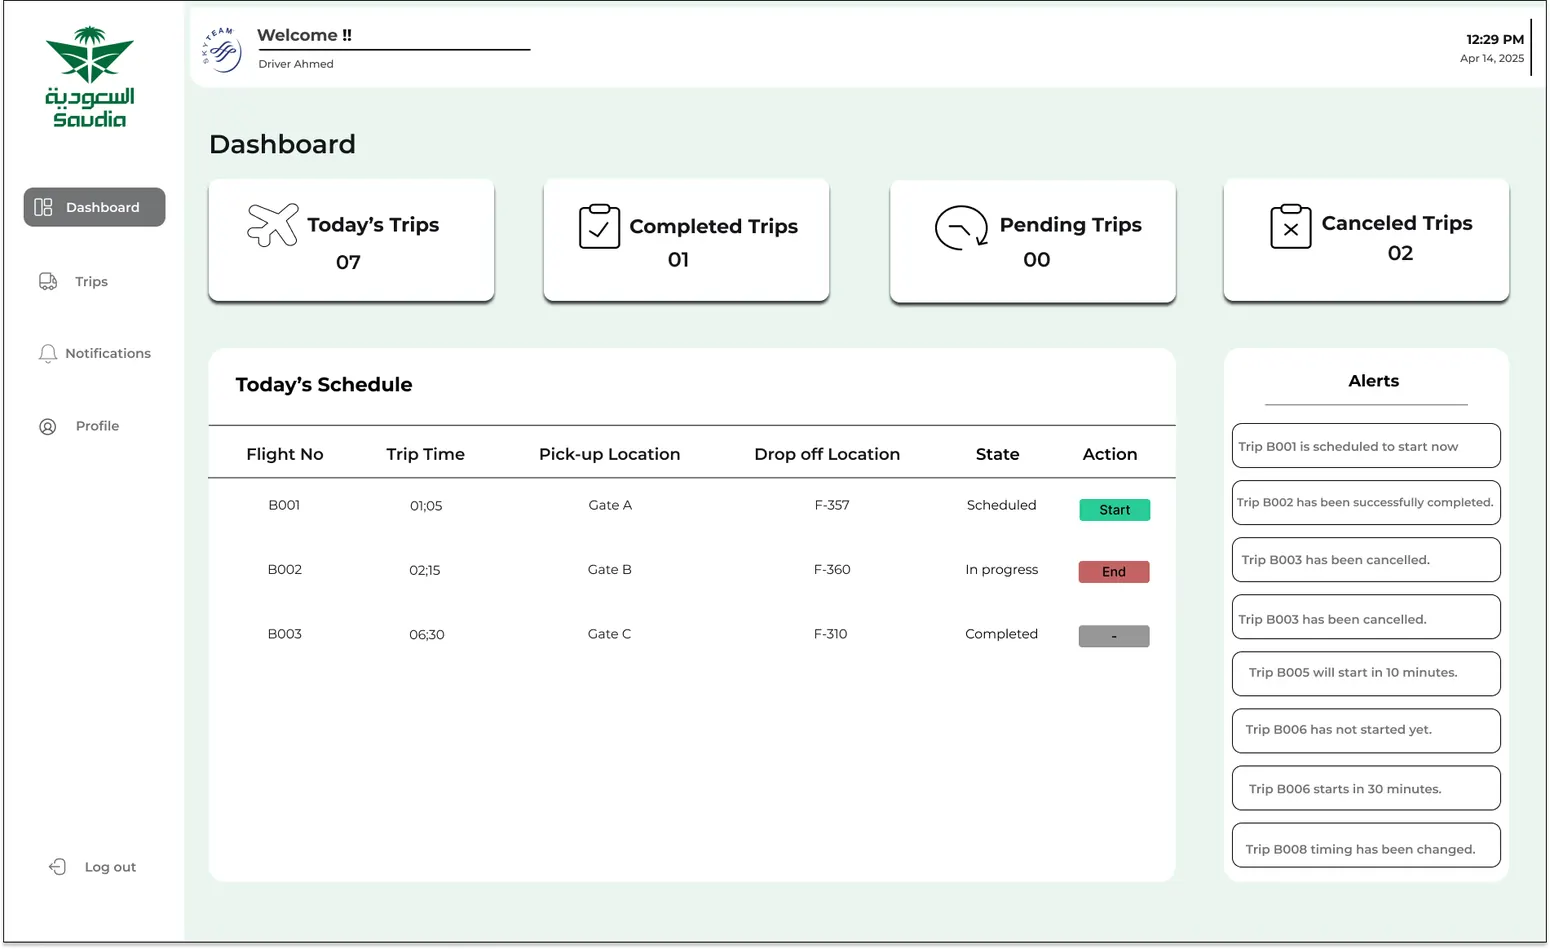 السعودية
Saudia
Dashboard
Trips
Notifications
Profile
Log out
SKYTEAM
Welcome !!
Driver Ahmed
12:29 PM
Apr 14, 2025
Dashboard
Today’s Trips
07
Completed Trips
01
Pending Trips
00
Canceled Trips
02
Today’s Schedule
Flight No Trip Time Pick-up Location Drop off Location State Action
B001 01;05 Gate A F-357 Scheduled Start
B002 02;15 Gate B F-360 In progress End
B003 06;30 Gate C F-310 Completed -
Alerts
Trip B001 is scheduled to start now
Trip B002 has been successfully completed.
Trip B003 has been cancelled.
Trip B003 has been cancelled.
Trip B005 will start in 10 minutes.
Trip B006 has not started yet.
Trip B006 starts in 30 minutes.
Trip B008 timing has been changed.